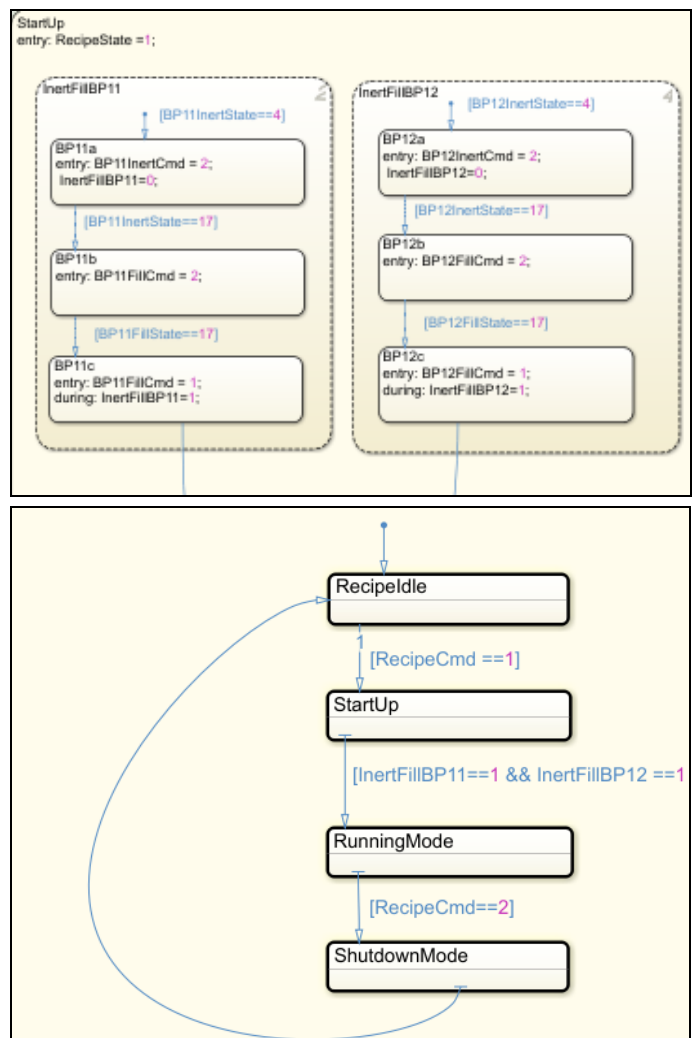 StartUp
entry: RecipeState =1;
InertFillBP11
2
[BP11InertState==4]
BP11a
entry: BP11InertCmd = 2;
InertFillBP11=0;
[BP11InertState==17]
BP11b
entry: BP11FillCmd = 2;
[BP11FillState==17]
BP11c
entry: BP11FillCmd = 1;
during: InertFillBP11=1;
InertFillBP12
4
[BP12InertState==4]
BP12a
entry: BP12InertCmd = 2;
InertFillBP12=0;
[BP12InertState==17]
BP12b
entry: BP12FillCmd = 2;
[BP12FillState==17]
BP12c
entry: BP12FillCmd = 1;
during: InertFillBP12=1;
RecipeIdle
1
[RecipeCmd ==1]
StartUp
[InertFillBP11==1 && InertFillBP12 ==1
RunningMode
[RecipeCmd==2]
ShutdownMode